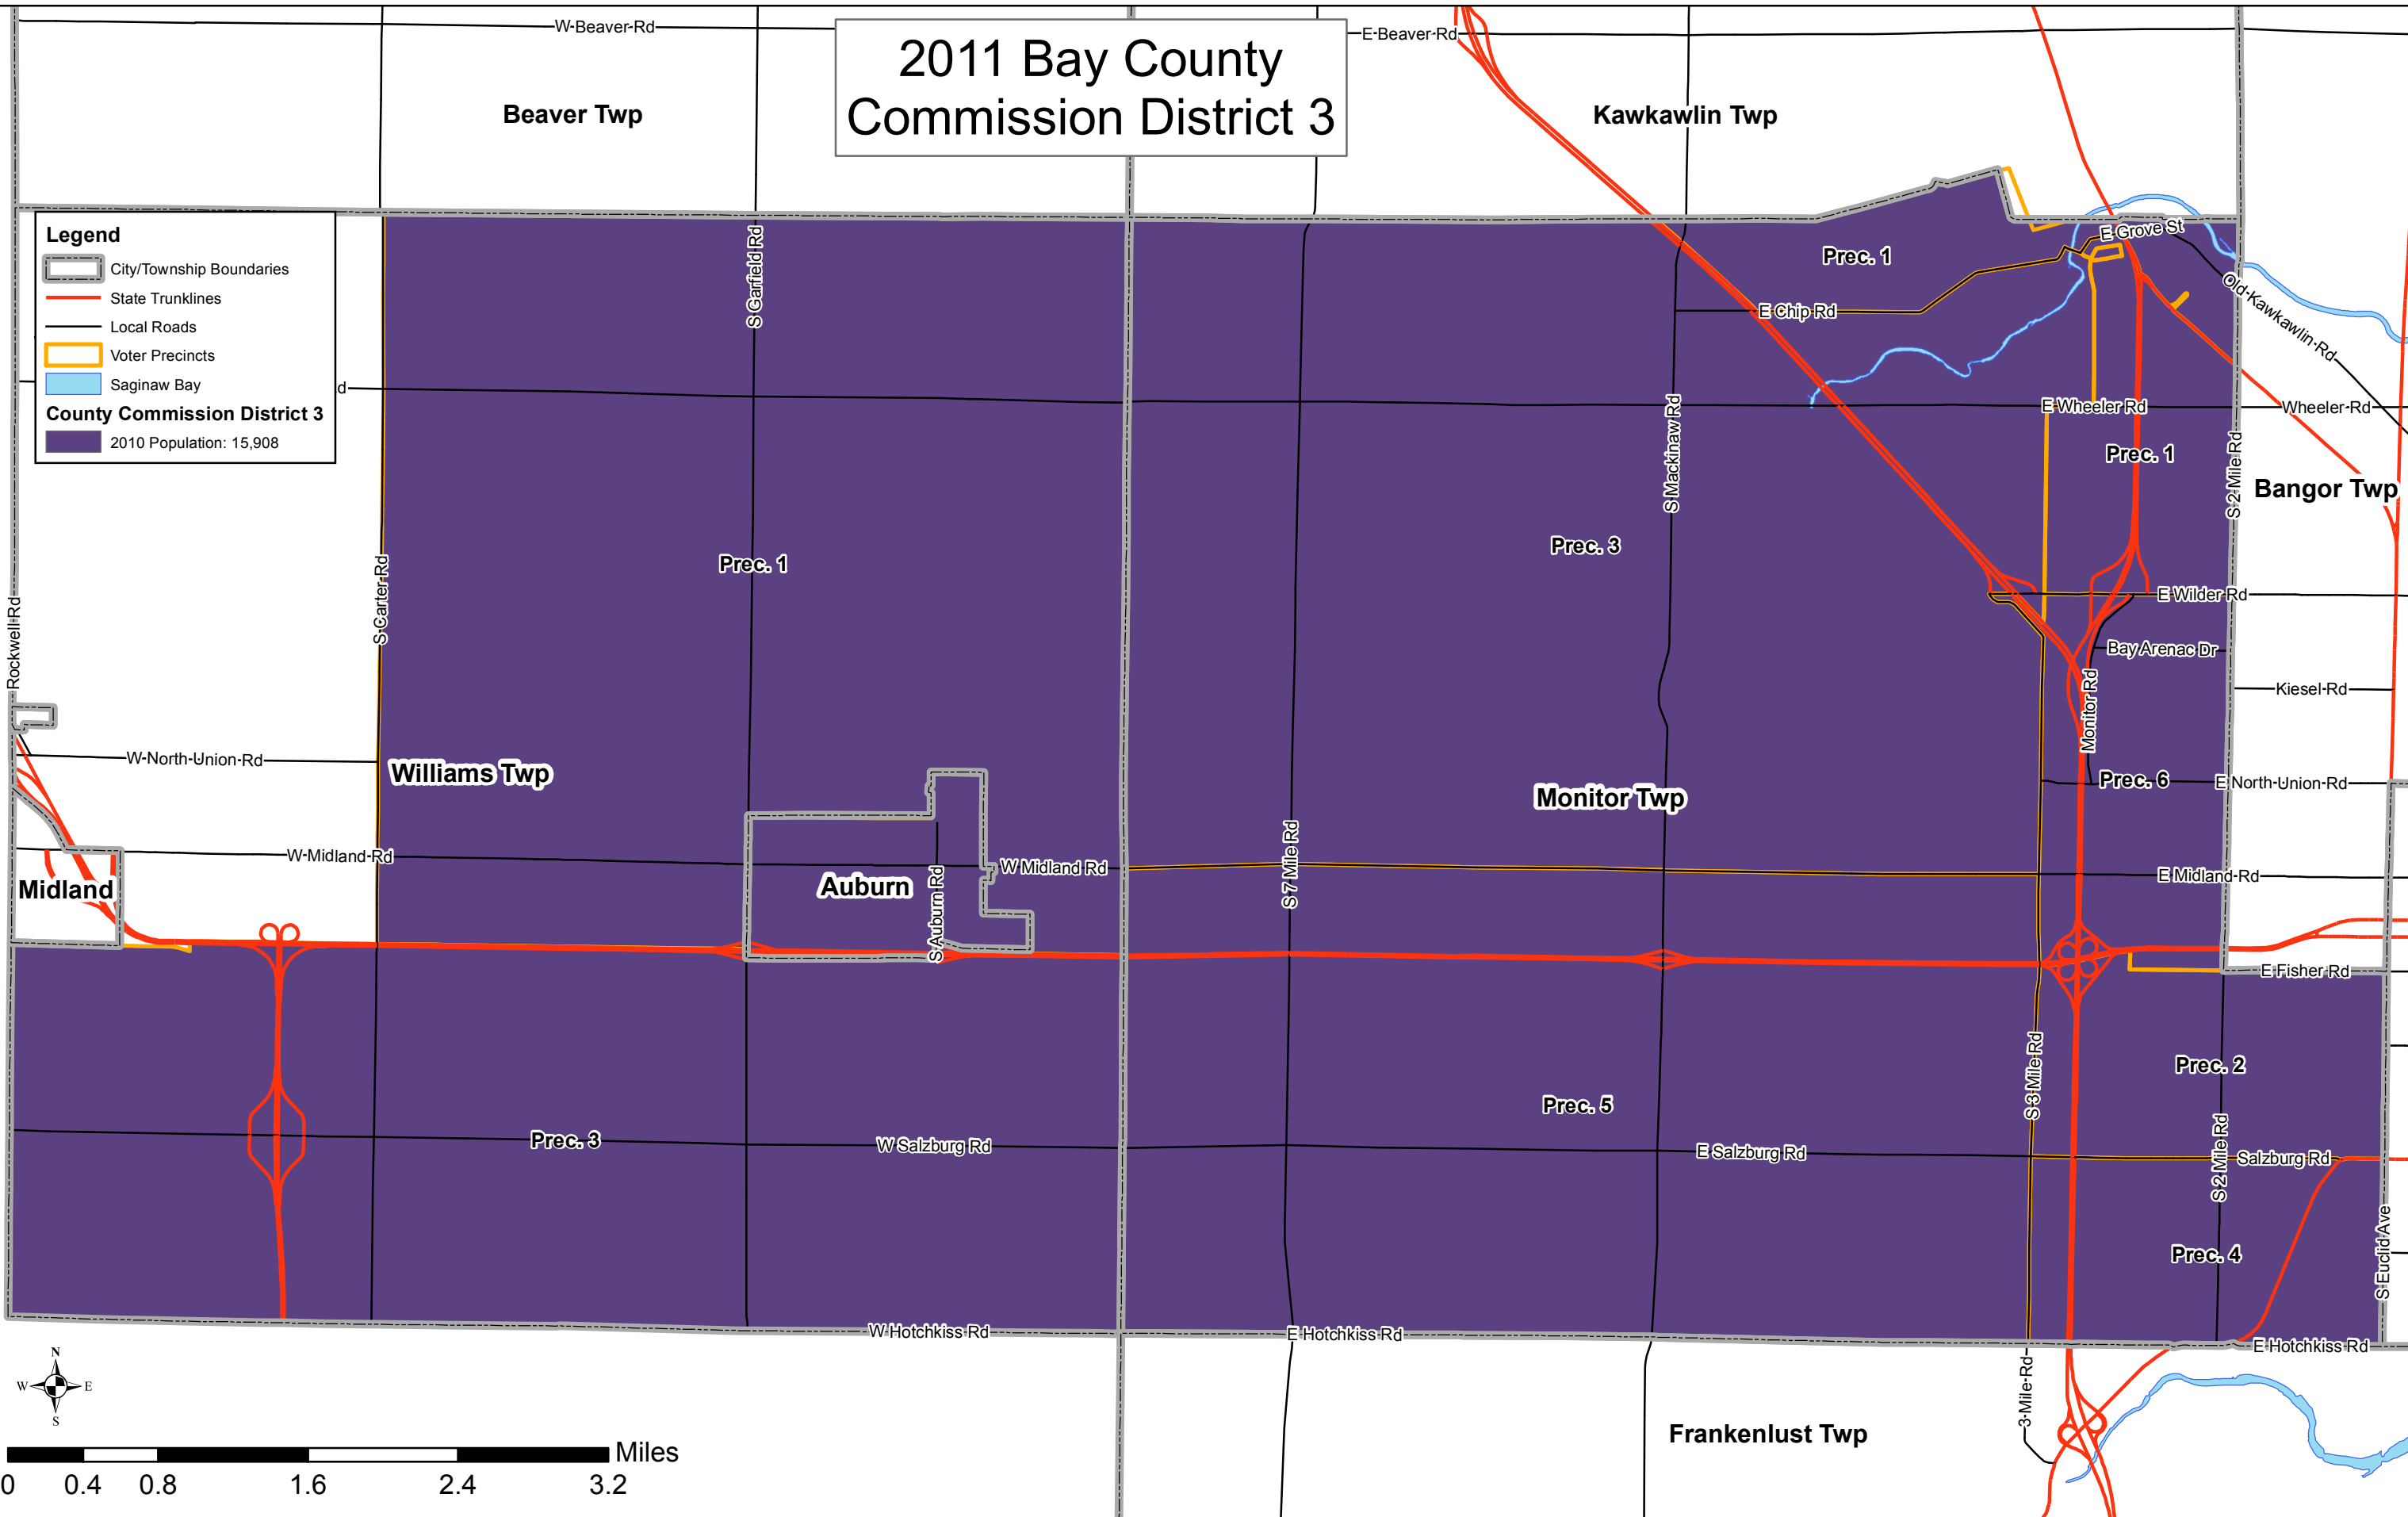 W-Beaver-Rd
2011 Bay County
Commission District 3
E-Beaver-Rd
Beaver Twp
Kawkawlin Twp
Legend
City/Township Boundaries
State Trunklines
Local Roads
Voter Precincts
Saginaw Bay
County Commission District 3
2010 Population: 15,908
d
S Garfield Rd
Prec. 1
E Grove St
Old-Kawkawlin-Rd
E Chip Rd
S Mackinaw Rd
E Wheeler Rd
Wheeler-Rd
Prec. 1
S 2 Mile Rd
Bangor Twp
Prec. 3
Prec. 1
S Carter Rd
Rockwell-Rd
E Wilder Rd
Bay Arenac Dr
Kiesel-Rd
Monitor Rd
W-North-Union-Rd
Williams Twp
Monitor Twp
Prec. 6
E North-Union-Rd
W-Midland-Rd
W Midland Rd
E Midland-Rd
Midland
Auburn
S Auburn Rd
S 7 Mile Rd
E Fisher Rd
S 3 Mile Rd
Prec. 2
Prec. 5
Prec. 3
W Salzburg Rd
E Salzburg Rd
Salzburg Rd
S 2 Mile Rd
Prec. 4
S Euclid Ave
W Hotchkiss Rd
E Hotchkiss Rd
E Hotchkiss Rd
N
W
E
S
3-Mile-Rd
Frankenlust Twp
Miles
0 0.4 0.8 1.6 2.4 3.2